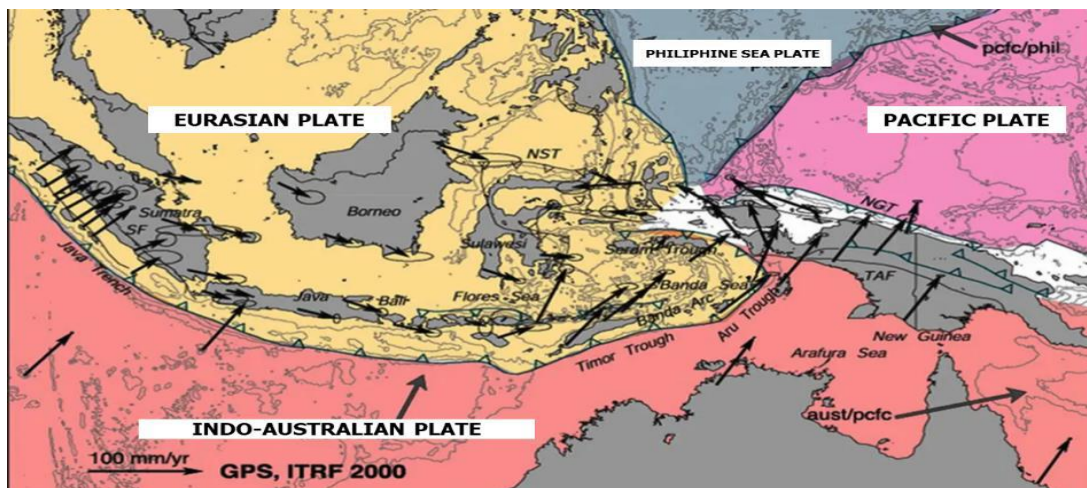 PHILIPHINE SEA PLATE
pcfc/phil
EURASIAN PLATE
PACIFIC PLATE
NST
NGT
Sumatra
SF
Borneo
Sulawasi
Seram Trough
Java Trench
Banda Sea
TAF
Java
Bali
Flores Sea
Banda Arc
Aru Trough
New Guinea
Timor Trough
Arafura Sea
aust/pcfc
INDO-AUSTRALIAN PLATE
100 mm/yr
GPS, ITRF 2000